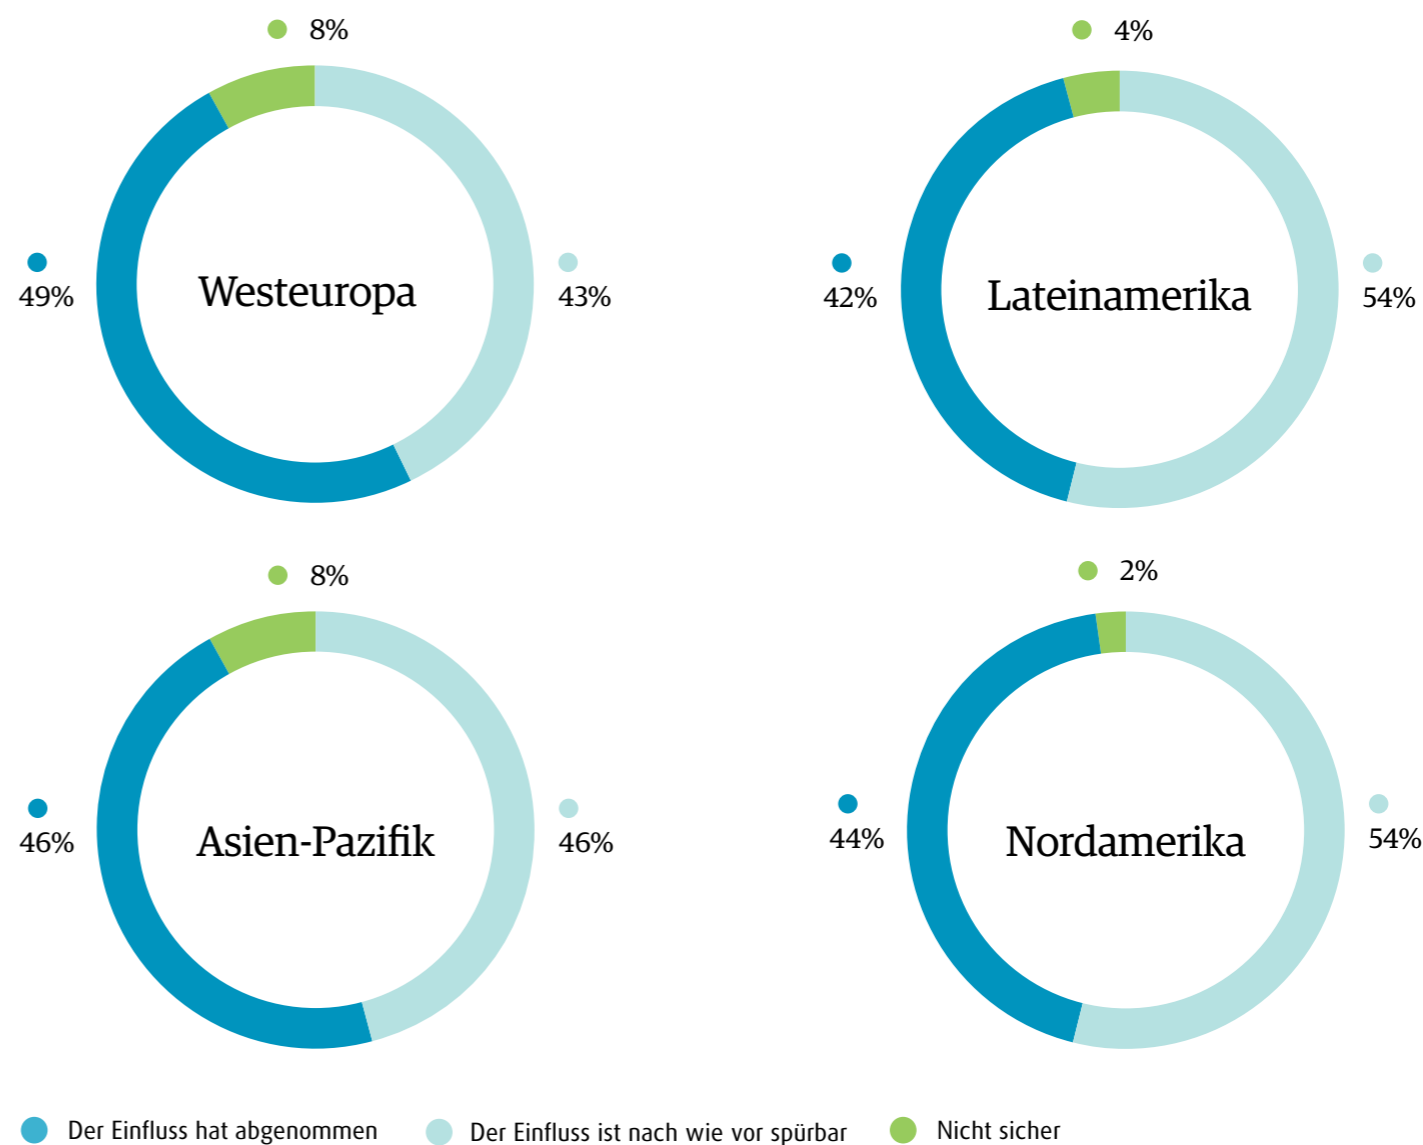 8%
49%
Westeuropa
43%
4%
42%
Lateinamerika
54%
8%
46%
Asien-Pazifik
46%
2%
44%
Nordamerika
54%
Der Einfluss hat abgenommen
Der Einfluss ist nach wie vor spürbar
Nicht sicher